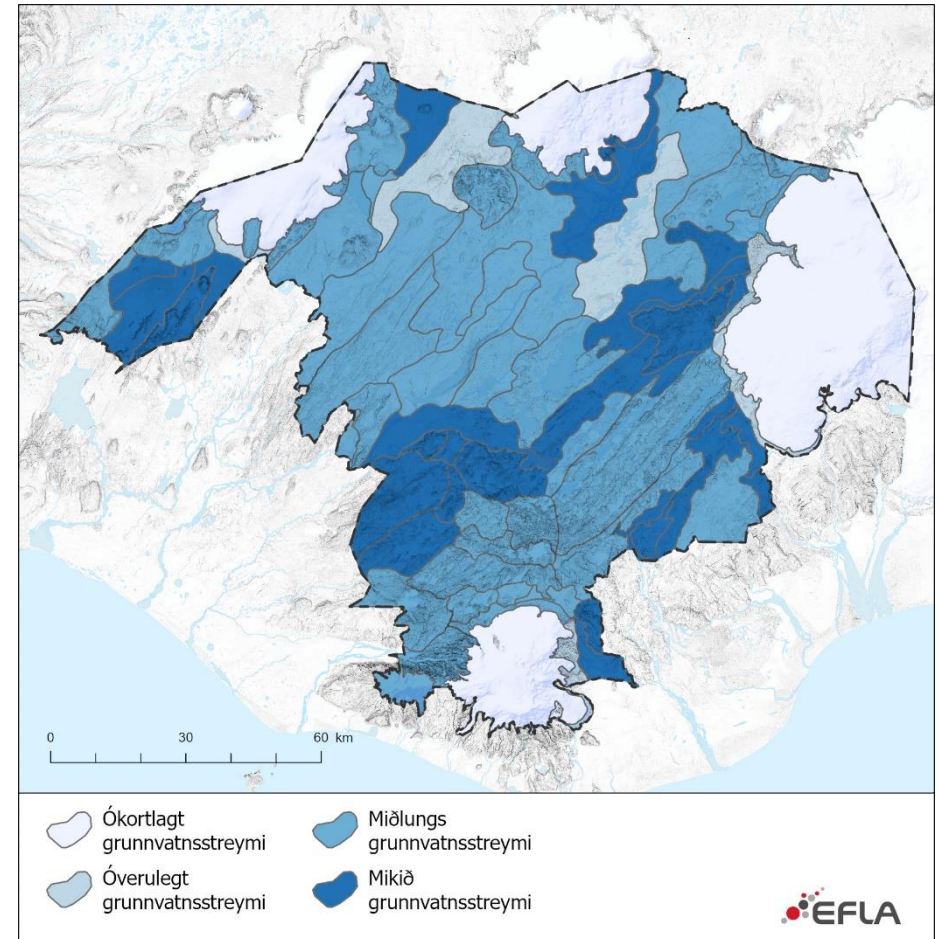 0 30 60 km
Ókortlagt
grunnvatnsstreymi
Óverulegt
grunnvatnsstreymi
Miðlungs
grunnvatnsstreymi
Mikið
grunnvatnsstreymi
EFLA